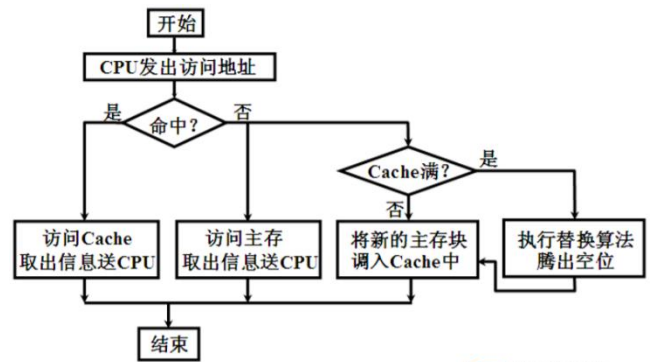 开始
CPU发出访问地址
是
命中?
否
Cache满?
是
否
访问Cache
取出信息送CPU
访问主存
取出信息送CPU
将新的主存块
调入Cache中
执行替换算法
腾出空位
结束